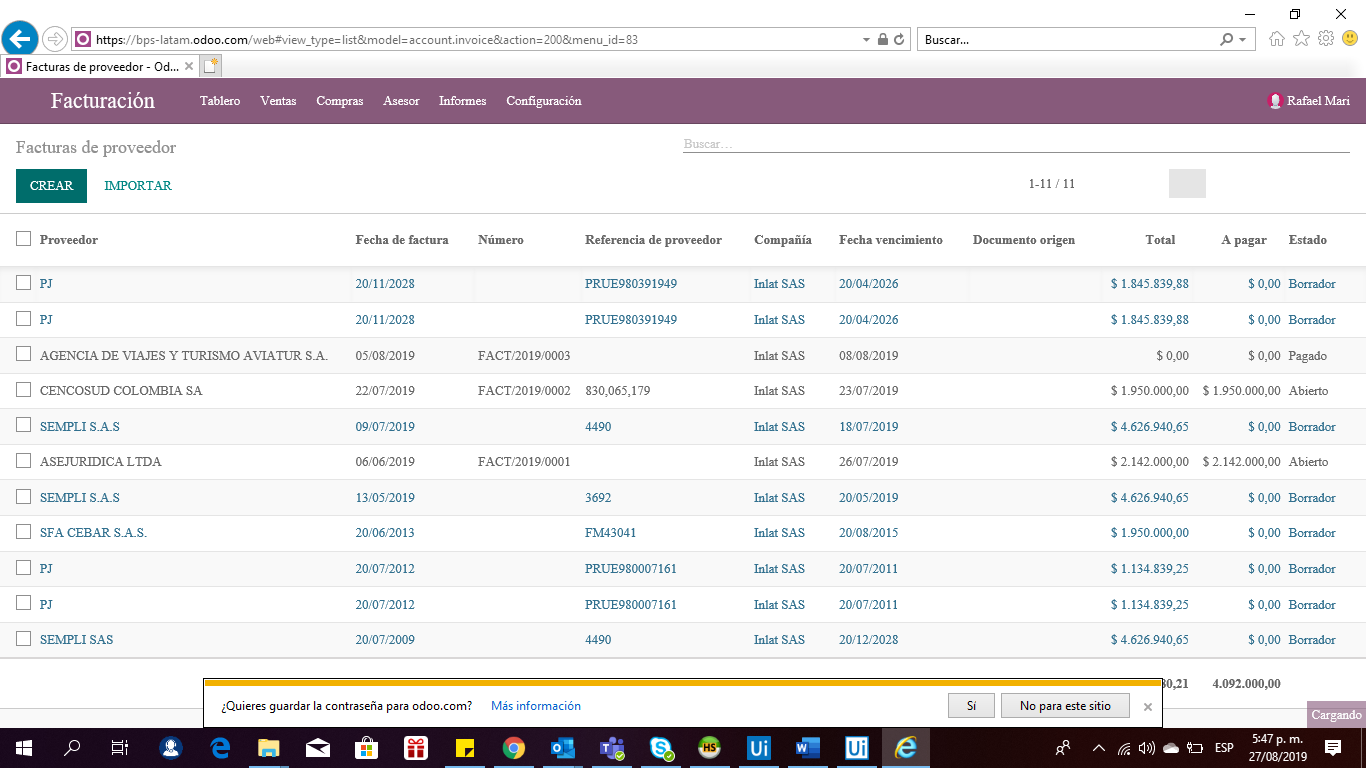 https://bps-latam.odoo.com/web#view_type=list&model=account.invoice&action=200&menu_id=83 Buscar...
Facturas de proveedor - Od...
Facturación Tablero Ventas Compras Asesor Informes Configuración Rafael Mari
Facturas de proveedor Buscar...
CREAR IMPORTAR 1-11 / 11
Proveedor Fecha de factura Número Referencia de proveedor Compañía Fecha vencimiento Documento origen Total A pagar Estado
PJ 20/11/2028 PRUE980391949 Inlat SAS 20/04/2026 $ 1.845.839,88 $ 0,00 Borrador
PJ 20/11/2028 PRUE980391949 Inlat SAS 20/04/2026 $ 1.845.839,88 $ 0,00 Borrador
AGENCIA DE VIAJES Y TURISMO AVIATUR S.A. 05/08/2019 FACT/2019/0003 Inlat SAS 08/08/2019 $ 0,00 $ 0,00 Pagado
CENCOSUD COLOMBIA SA 22/07/2019 FACT/2019/0002 830,065,179 Inlat SAS 23/07/2019 $ 1.950.000,00 $ 1.950.000,00 Abierto
SEMPLI S.A.S 09/07/2019 4490 Inlat SAS 18/07/2019 $ 4.626.940,65 $ 0,00 Borrador
ASEJURIDICA LTDA 06/06/2019 FACT/2019/0001 Inlat SAS 26/07/2019 $ 2.142.000,00 $ 2.142.000,00 Abierto
SEMPLI S.A.S 13/05/2019 3692 Inlat SAS 20/05/2019 $ 4.626.940,65 $ 0,00 Borrador
SFA CEBAR S.A.S. 20/06/2013 FM43041 Inlat SAS 20/08/2015 $ 1.950.000,00 $ 0,00 Borrador
PJ 20/07/2012 PRUE980007161 Inlat SAS 20/07/2011 $ 1.134.839,25 $ 0,00 Borrador
PJ 20/07/2012 PRUE980007161 Inlat SAS 20/07/2011 $ 1.134.839,25 $ 0,00 Borrador
SEMPLI SAS 20/07/2009 4490 Inlat SAS 20/12/2028 $ 4.626.940,65 $ 0,00 Borrador
0,21 4.092.000,00
¿Quieres guardar la contraseña para odoo.com? Más información Sí No para este sitio
Cargando
HS Ui W Ui ESP 5:47 p. m.
27/08/2019